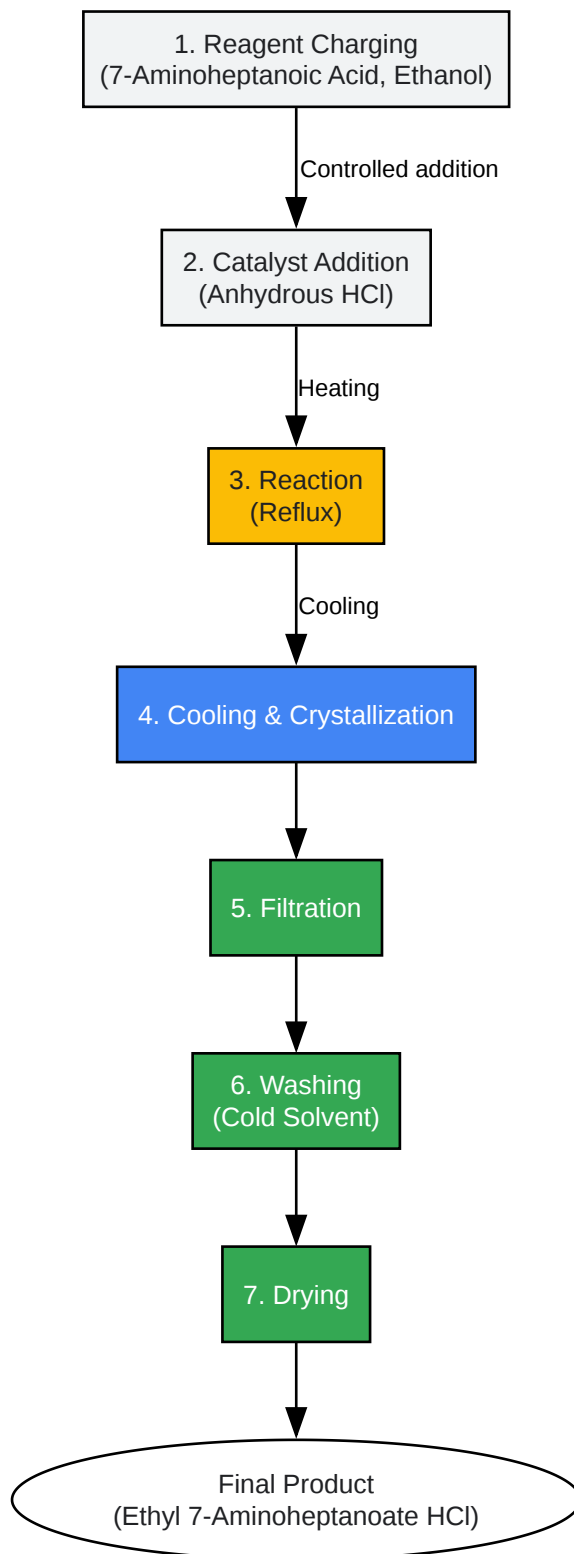 1. Reagent Charging
(7-Aminoheptanoic Acid, Ethanol)
Controlled addition
2. Catalyst Addition
(Anhydrous HCl)
Heating
3. Reaction
(Reflux)
Cooling
4. Cooling & Crystallization
5. Filtration
6. Washing
(Cold Solvent)
7. Drying
Final Product
(Ethyl 7-Aminoheptanoate HCl)